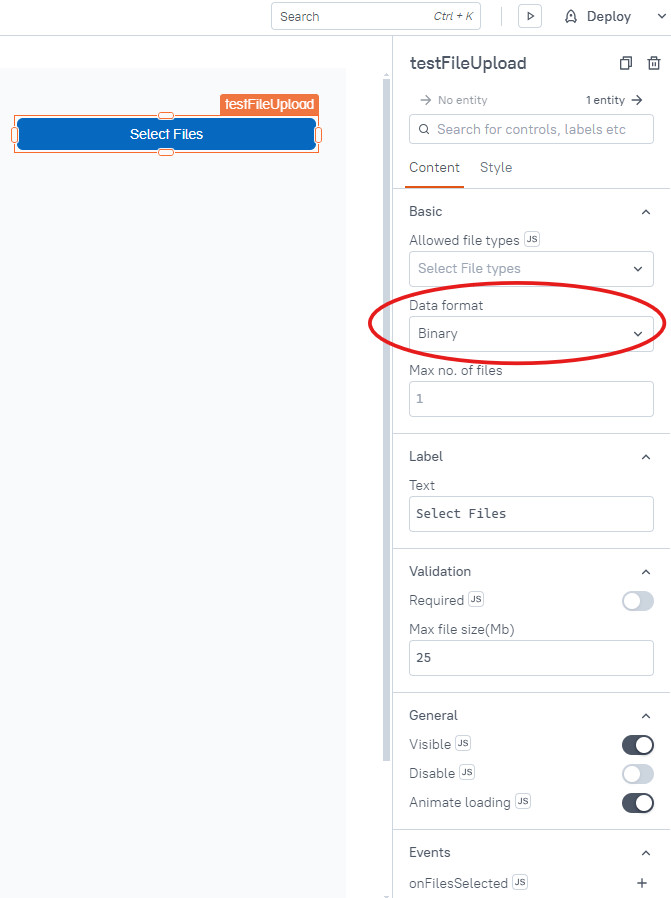 Search Ctrl + K Deploy
testFileUpload
testFileUpload
Select Files
No entity 1 entity
Search for controls, labels etc
Content Style
Basic
Allowed file types JS
Select File types
Data format
Binary
Max no. of files
1
Label
Text
Select Files
Validation
Required JS
Max file size(Mb)
25
General
Visible JS
Disable JS
Animate loading JS
Events
onFilesSelected JS